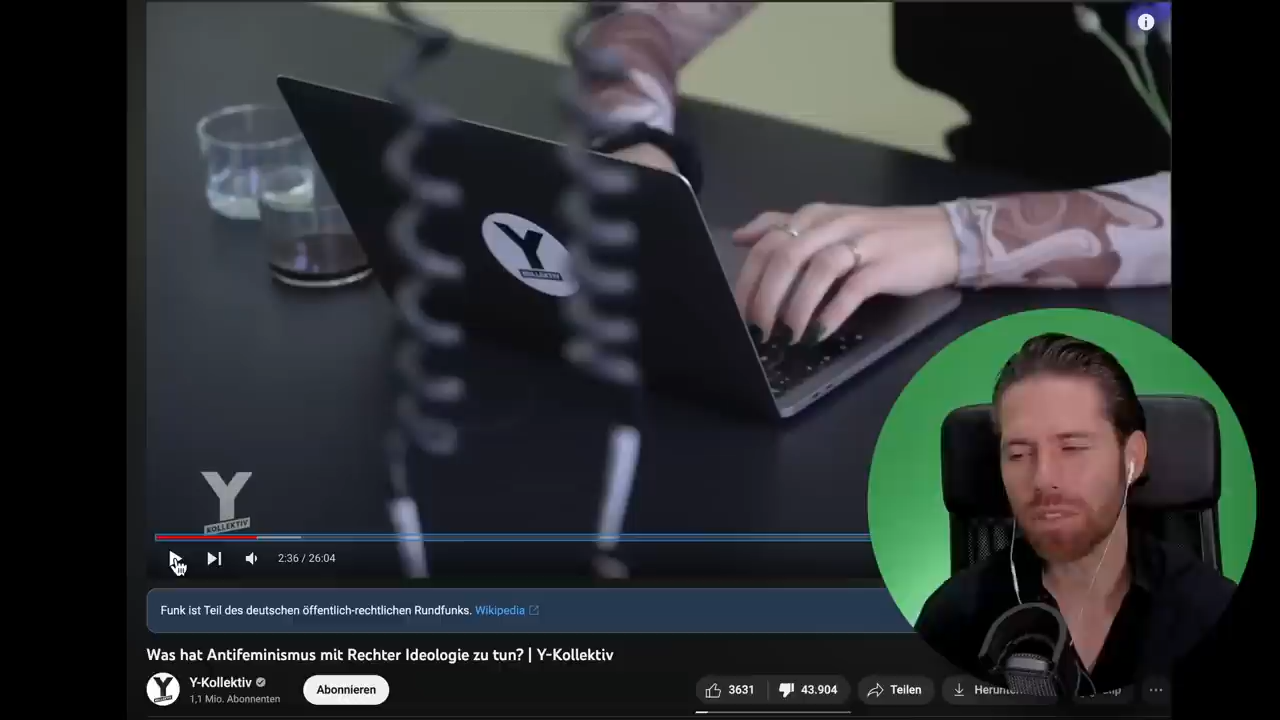 Y
KOLLEKTIV
Y
KOLLEKTIV
2:36 / 26:04
Funk ist Teil des deutschen öffentlich-rechtlichen Rundfunks. Wikipedia
Was hat Antifeminismus mit Rechter Ideologie zu tun? | Y-Kollektiv
Y-Kollektiv
1,1 Mio. Abonnenten
Abonnieren
3631
43.904
Teilen